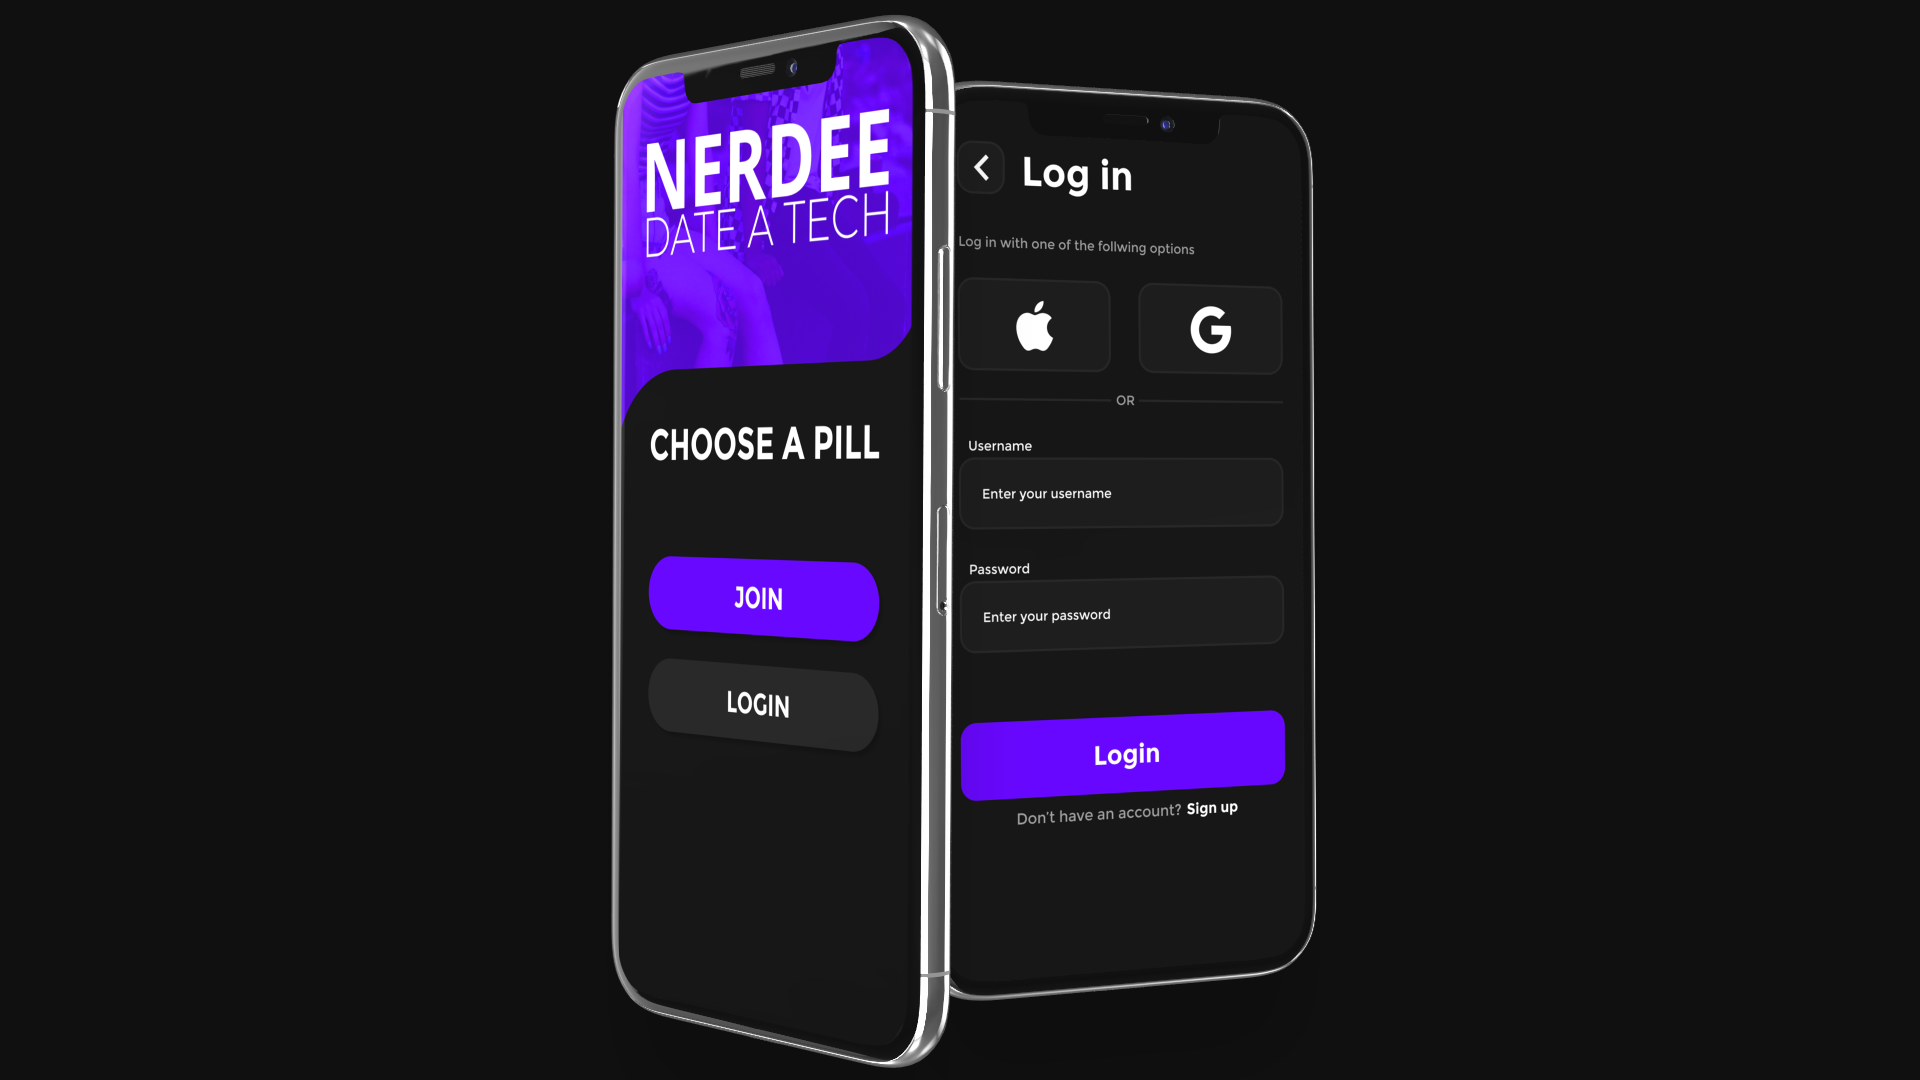 NERDEE
DATE A TECH
CHOOSE A PILL
JOIN
LOGIN
Log in
Log in with one of the follwing options
G
OR
Username
Enter your username
Password
Enter your password
Login
Don't have an account? Sign up